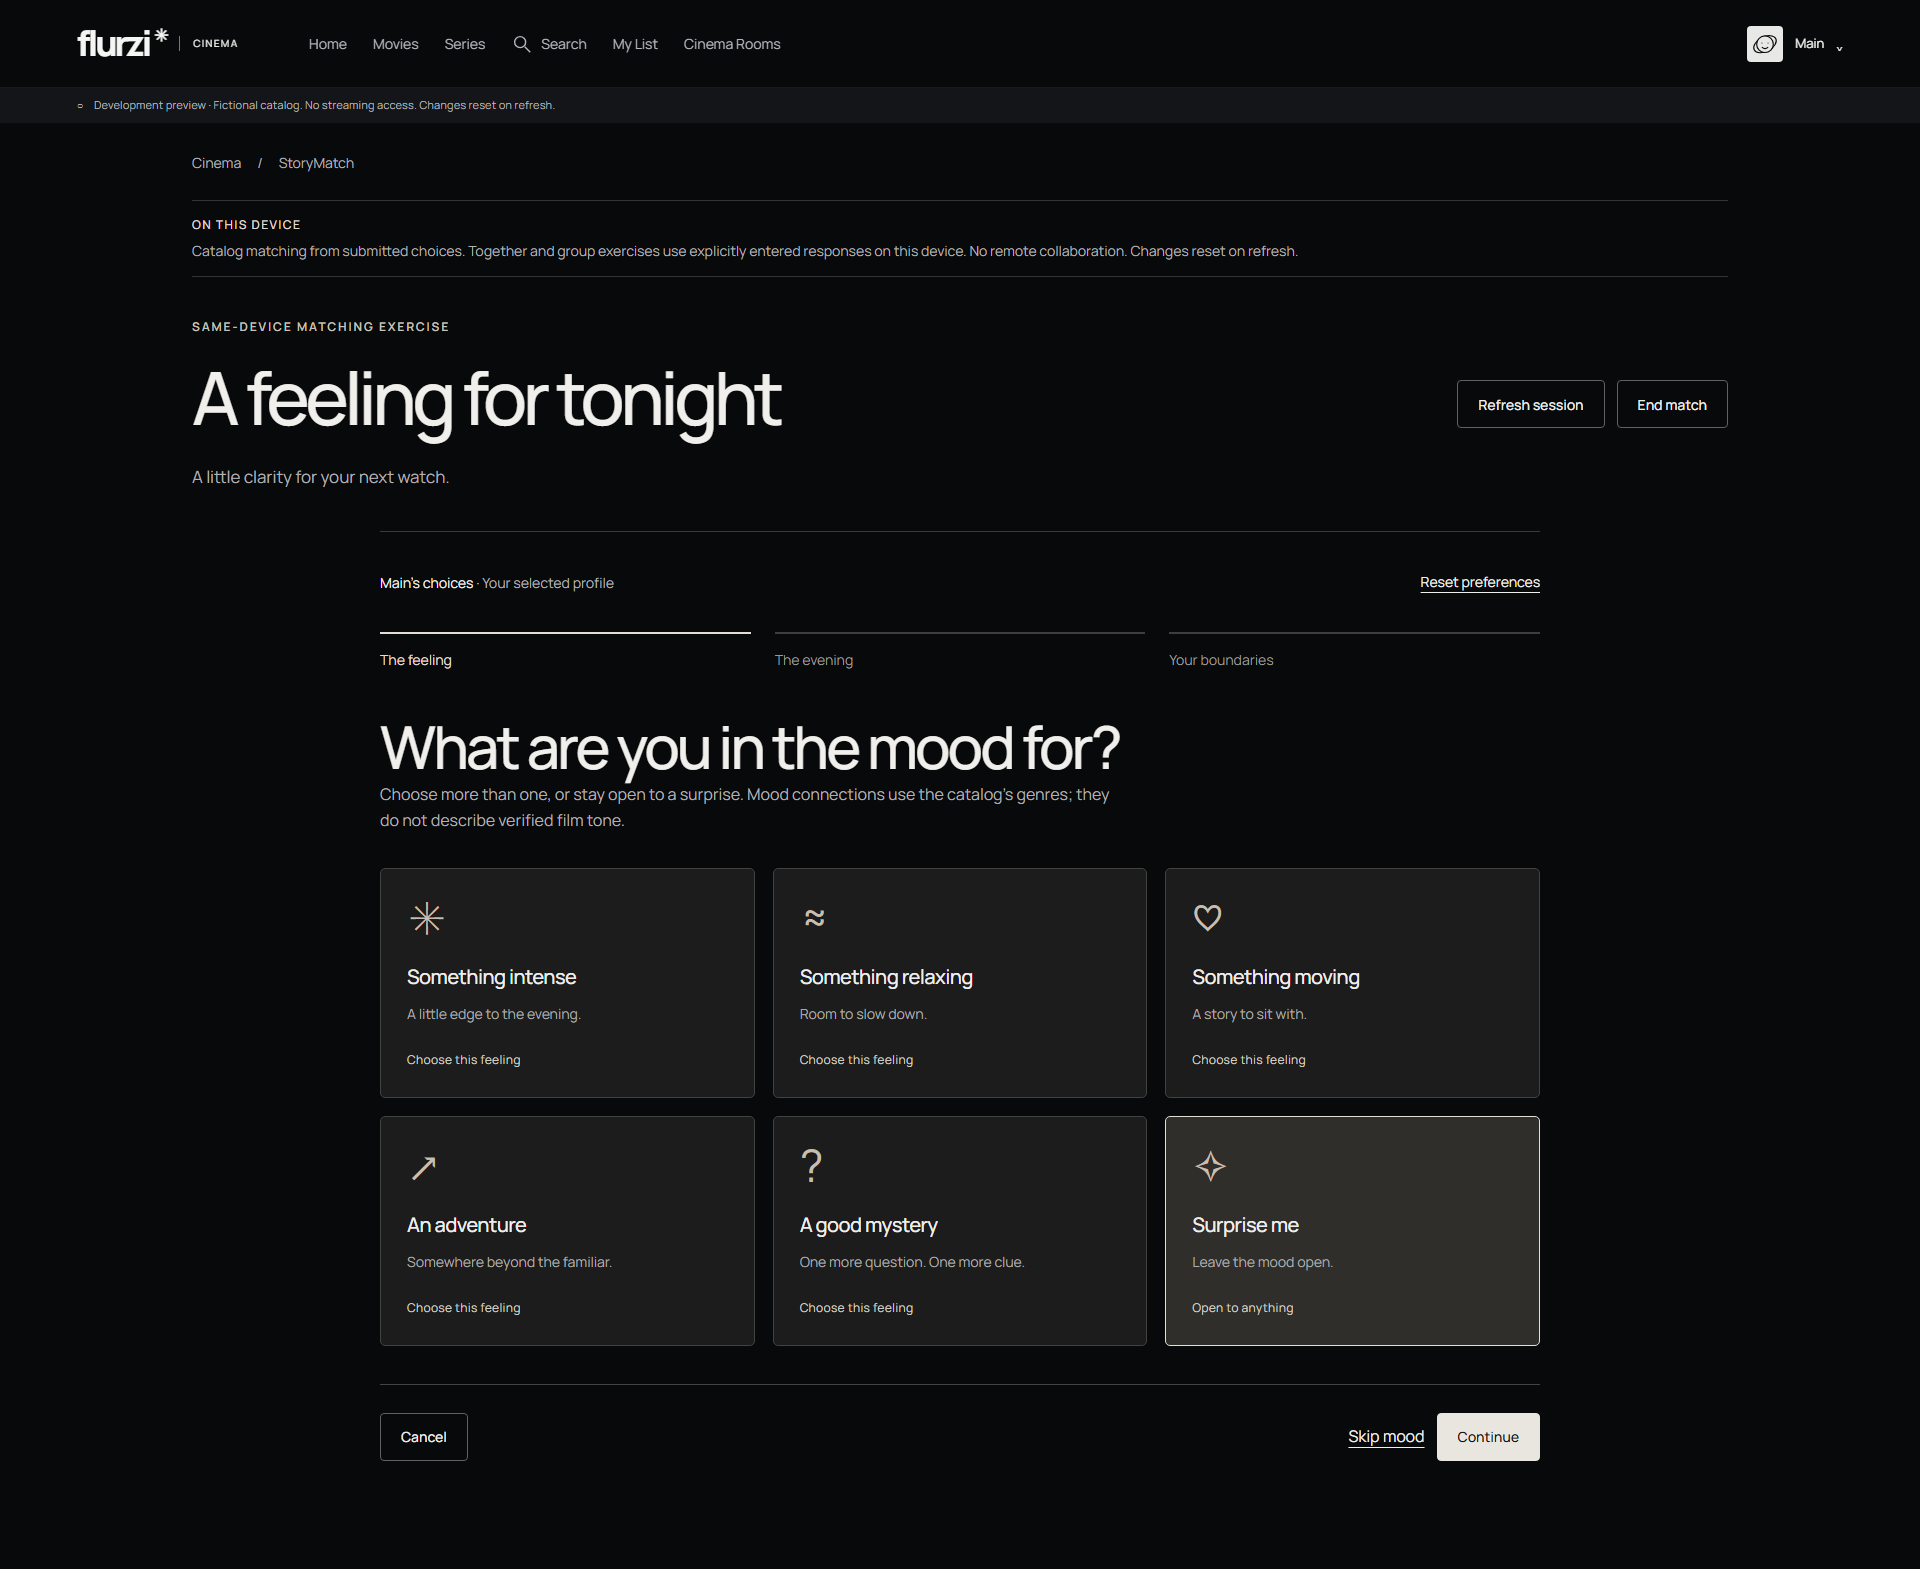 flurzi* | CINEMA
Home
Movies
Series
Search
My List
Cinema Rooms
Main
Development preview · Fictional catalog. No streaming access. Changes reset on refresh.
Cinema / StoryMatch
ON THIS DEVICE
Catalog matching from submitted choices. Together and group exercises use explicitly entered responses on this device. No remote collaboration. Changes reset on refresh.
SAME-DEVICE MATCHING EXERCISE
A feeling for tonight
Refresh session
End match
A little clarity for your next watch.
Main's choices · Your selected profile
Reset preferences
The feeling
The evening
Your boundaries
What are you in the mood for?
Choose more than one, or stay open to a surprise. Mood connections use the catalog's genres; they
do not describe verified film tone.
Something intense
A little edge to the evening.
Choose this feeling
≈
Something relaxing
Room to slow down.
Choose this feeling
Something moving
A story to sit with.
Choose this feeling
An adventure
Somewhere beyond the familiar.
Choose this feeling
?
A good mystery
One more question. One more clue.
Choose this feeling
Surprise me
Leave the mood open.
Open to anything
Cancel
Skip mood
Continue